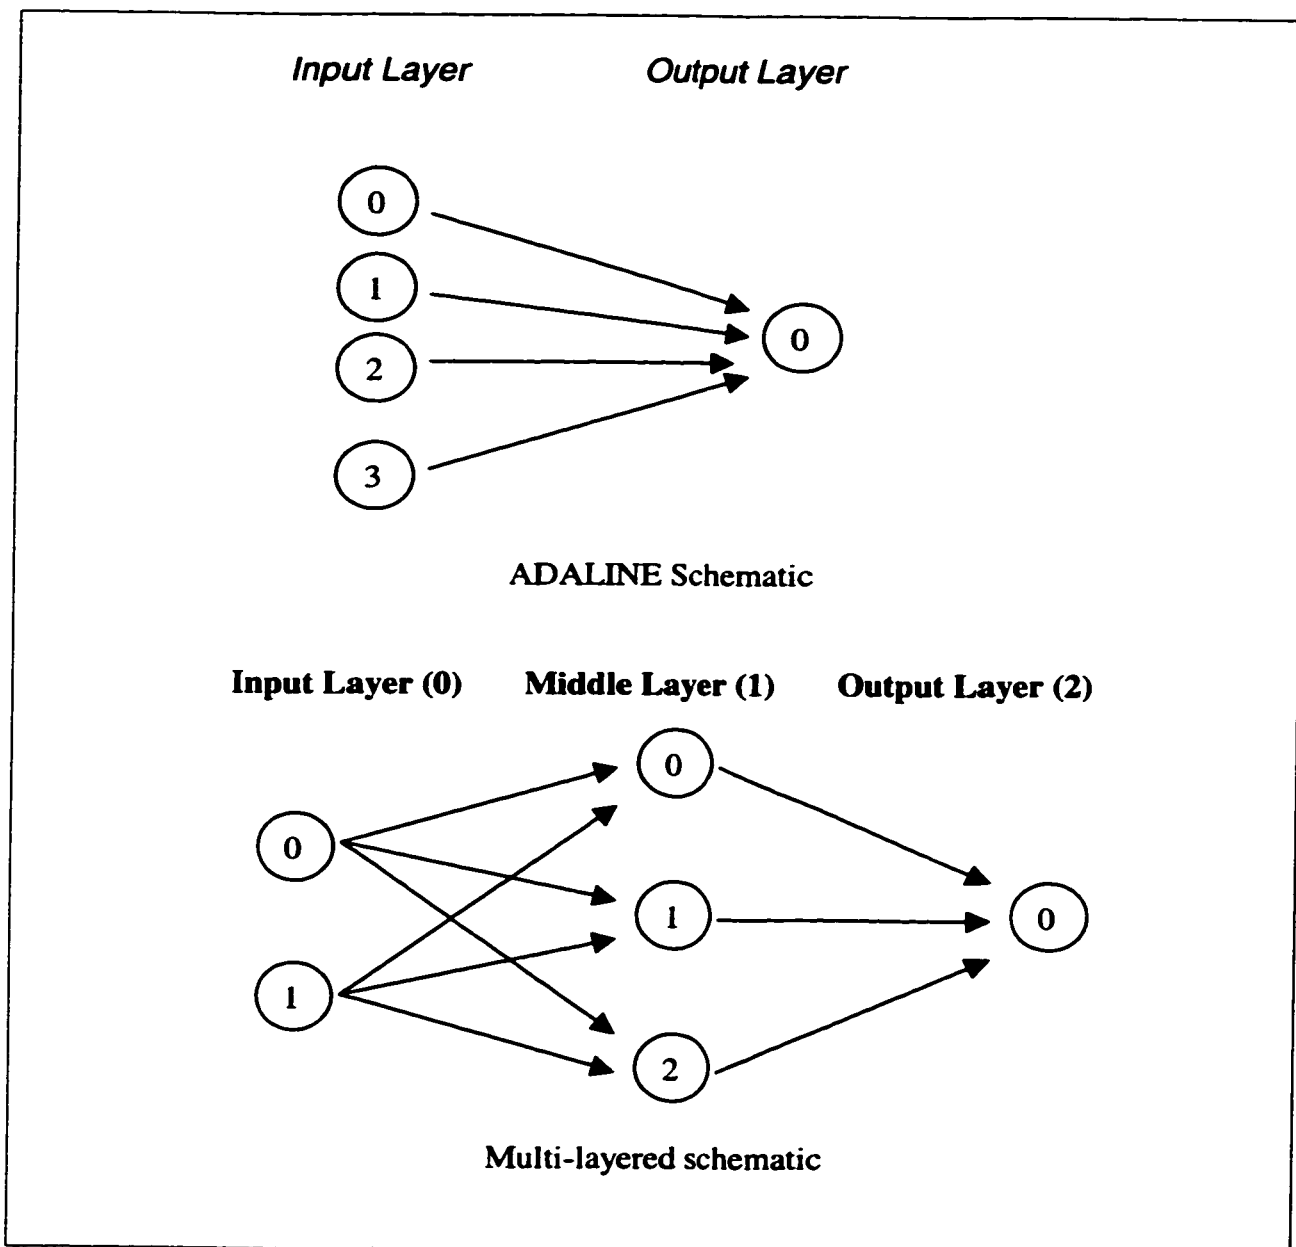 Input Layer Output Layer
0
1
2
3
0
ADALINE Schematic
Input Layer (0) Middle Layer (1) Output Layer (2)
0
1
0
1
2
0
Multi-layered schematic